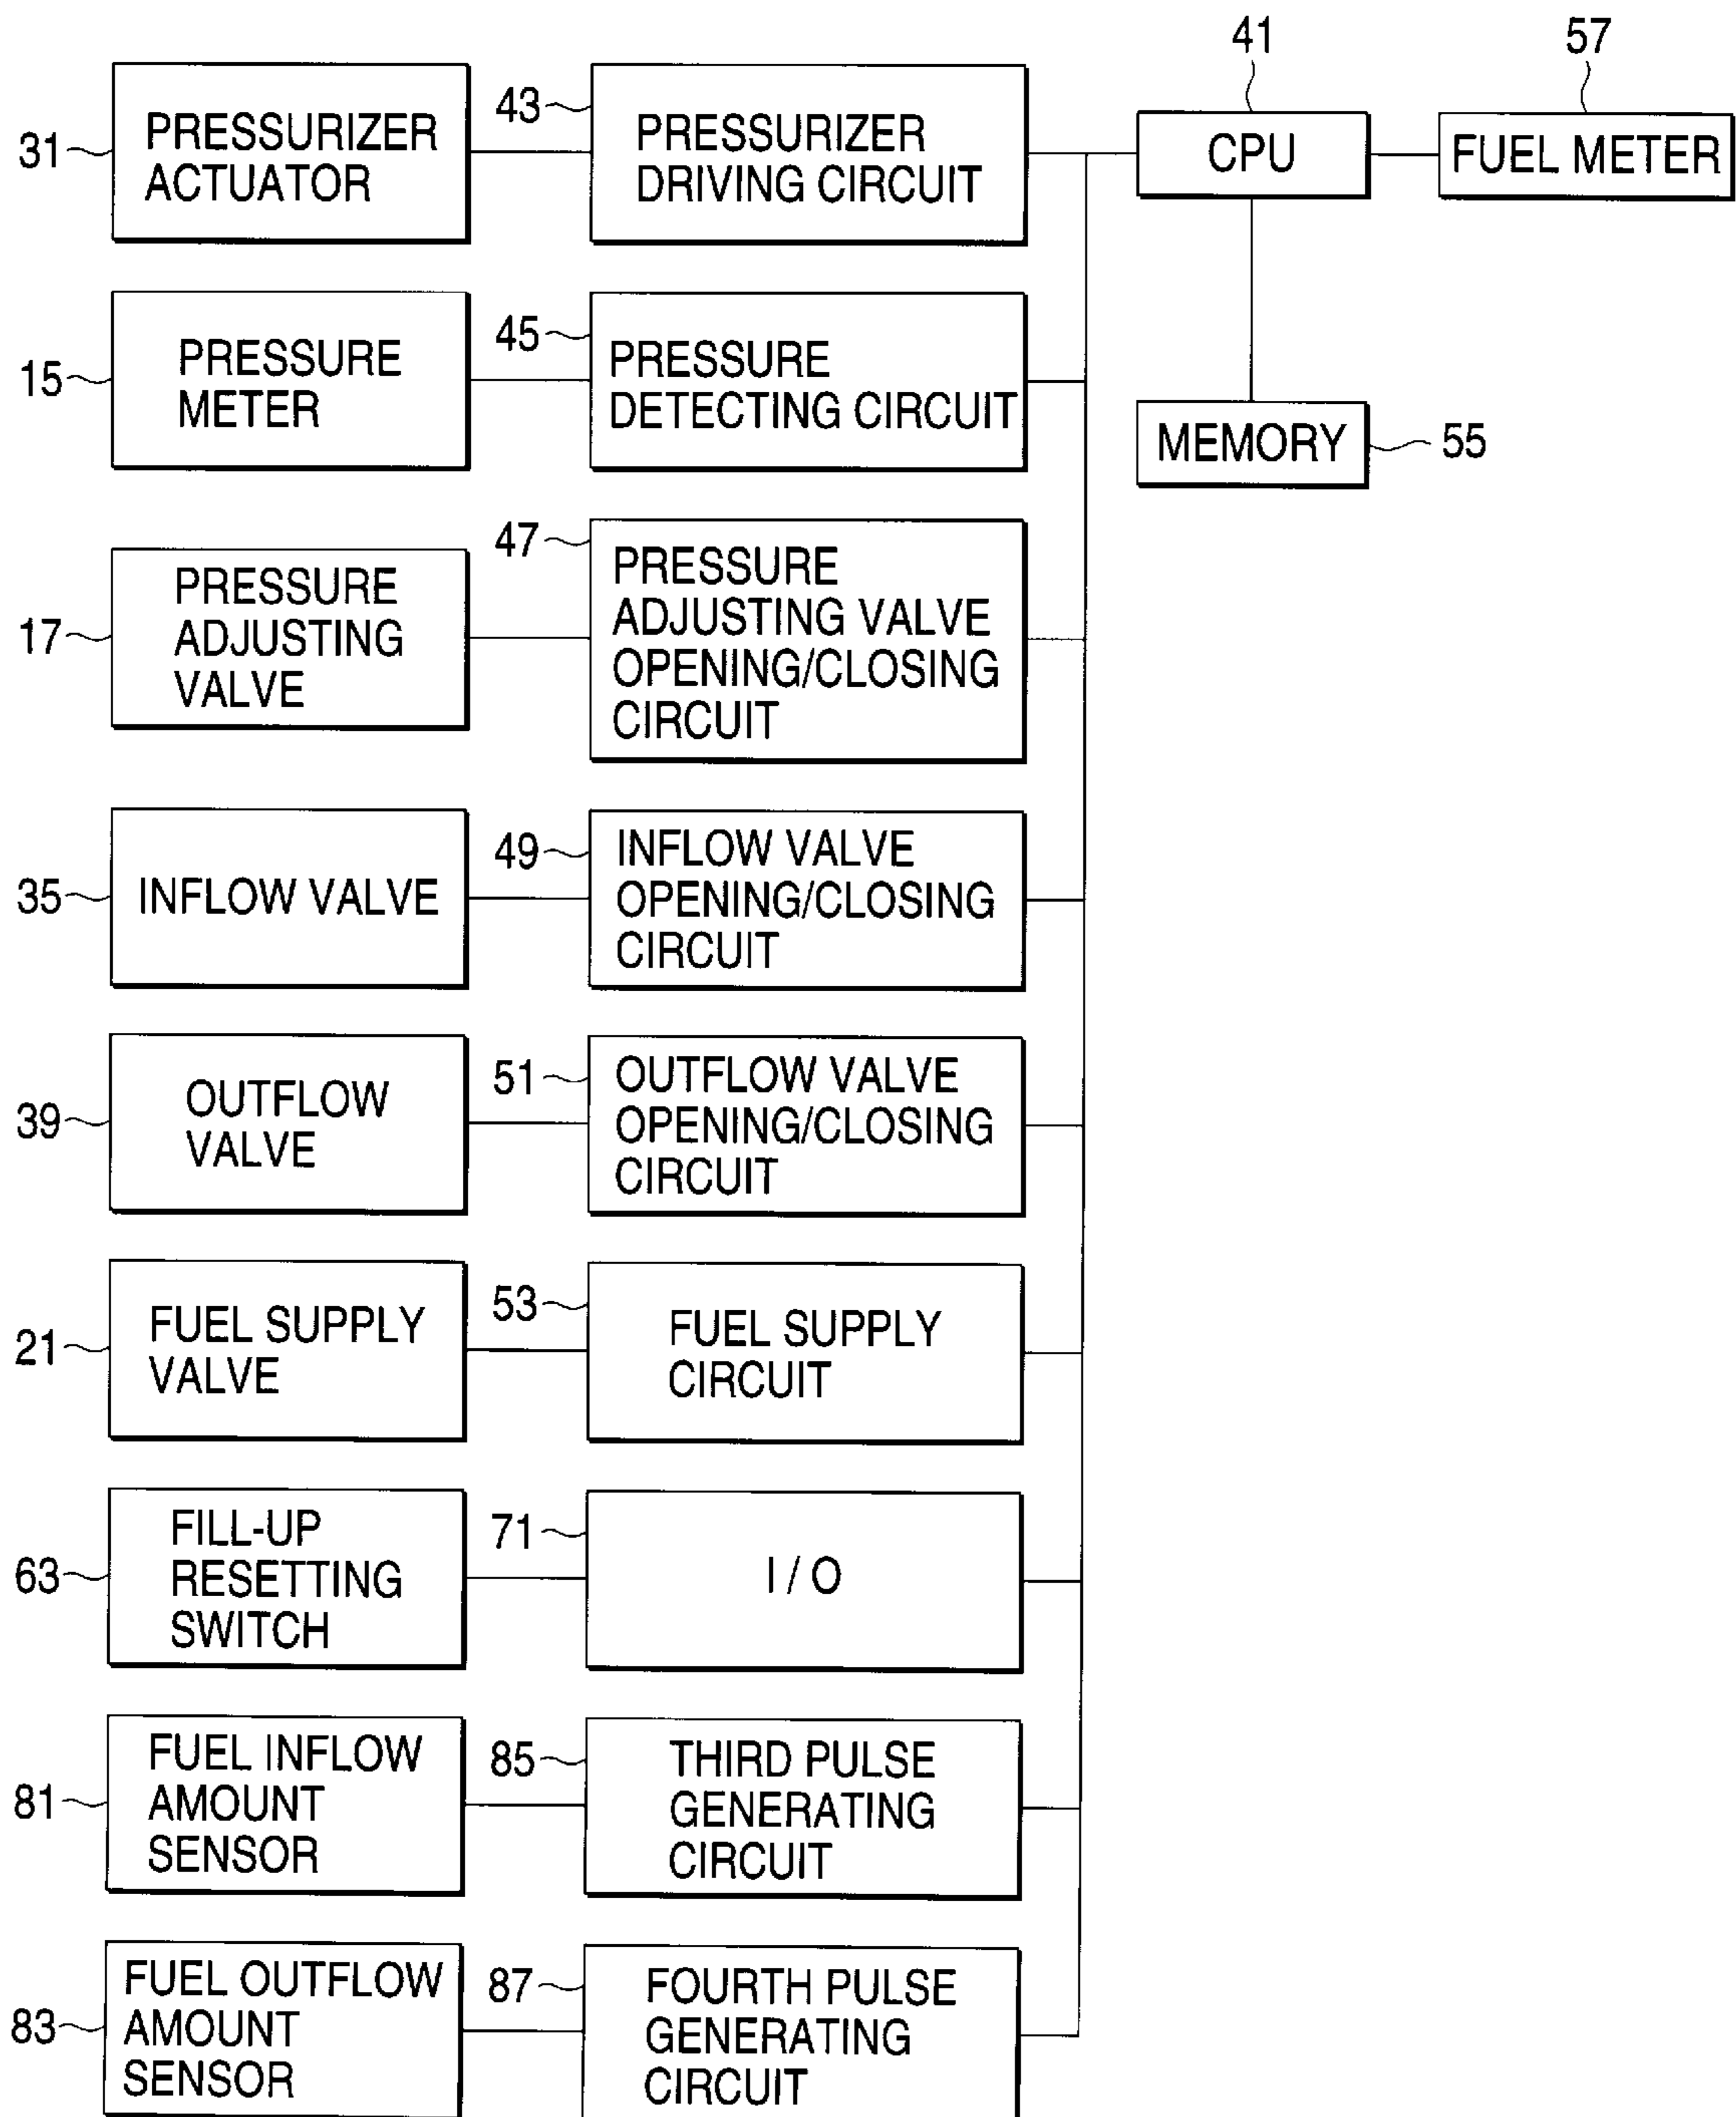 41
57
31
PRESSURIZER
ACTUATOR
43
PRESSURIZER
DRIVING CIRCUIT
CPU
FUEL METER
15
PRESSURE
METER
45
PRESSURE
DETECTING CIRCUIT
MEMORY
55
17
PRESSURE
ADJUSTING
VALVE
47
PRESSURE
ADJUSTING VALVE
OPENING/CLOSING
CIRCUIT
35
INFLOW VALVE
49
INFLOW VALVE
OPENING/CLOSING
CIRCUIT
39
OUTFLOW
VALVE
51
OUTFLOW VALVE
OPENING/CLOSING
CIRCUIT
21
FUEL SUPPLY
VALVE
53
FUEL SUPPLY
CIRCUIT
63
FILL-UP
RESETTING
SWITCH
71
I / O
81
FUEL INFLOW
AMOUNT
SENSOR
85
THIRD PULSE
GENERATING
CIRCUIT
83
FUEL OUTFLOW
AMOUNT
SENSOR
87
FOURTH PULSE
GENERATING
CIRCUIT